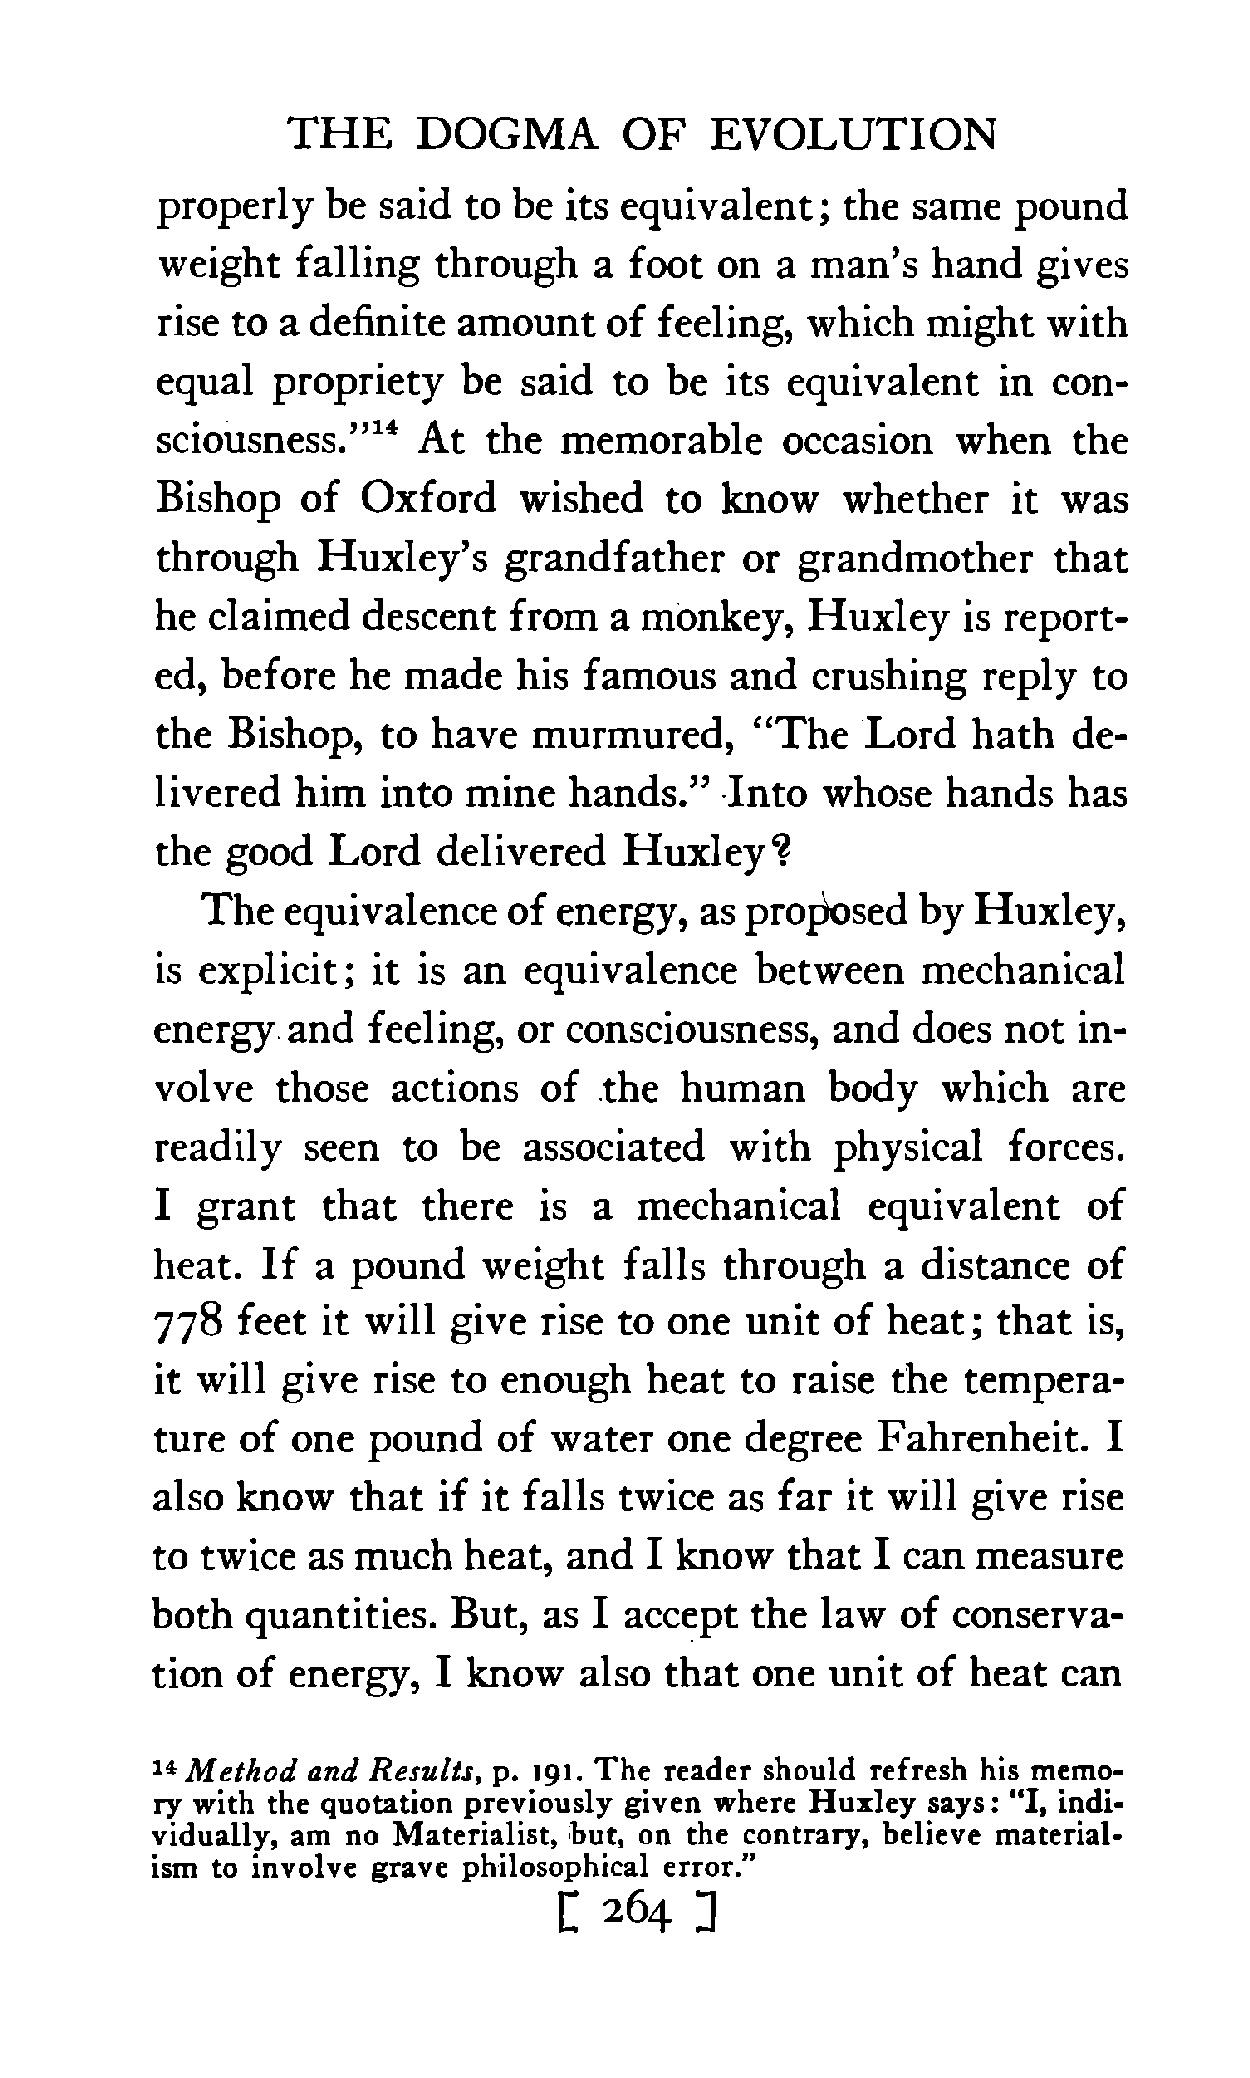 THE DOGMA OF EVOLUTION
properly be said to be its equivalent; the same pound
weight falling through a foot on a man's hand gives
rise to a definite amount of feeling, which might with
equal propriety be said to be its equivalent in con-
sciousness."¹⁴ At the memorable occasion when the
Bishop of Oxford wished to know whether it was
through Huxley's grandfather or grandmother that
he claimed descent from a monkey, Huxley is report-
ed, before he made his famous and crushing reply to
the Bishop, to have murmured, "The Lord hath de-
livered him into mine hands." Into whose hands has
the good Lord delivered Huxley?
The equivalence of energy, as proposed by Huxley,
is explicit; it is an equivalence between mechanical
energy and feeling, or consciousness, and does not in-
volve those actions of the human body which are
readily seen to be associated with physical forces.
I grant that there is a mechanical equivalent of
heat. If a pound weight falls through a distance of
778 feet it will give rise to one unit of heat; that is,
it will give rise to enough heat to raise the tempera-
ture of one pound of water one degree Fahrenheit. I
also know that if it falls twice as far it will give rise
to twice as much heat, and I know that I can measure
both quantities. But, as I accept the law of conserva-
tion of energy, I know also that one unit of heat can
¹⁴ Method and Results, p. 191. The reader should refresh his memo-
ry with the quotation previously given where Huxley says: "I, indi-
vidually, am no Materialist, but, on the contrary, believe material-
ism to involve grave philosophical error."
[ 264 ]